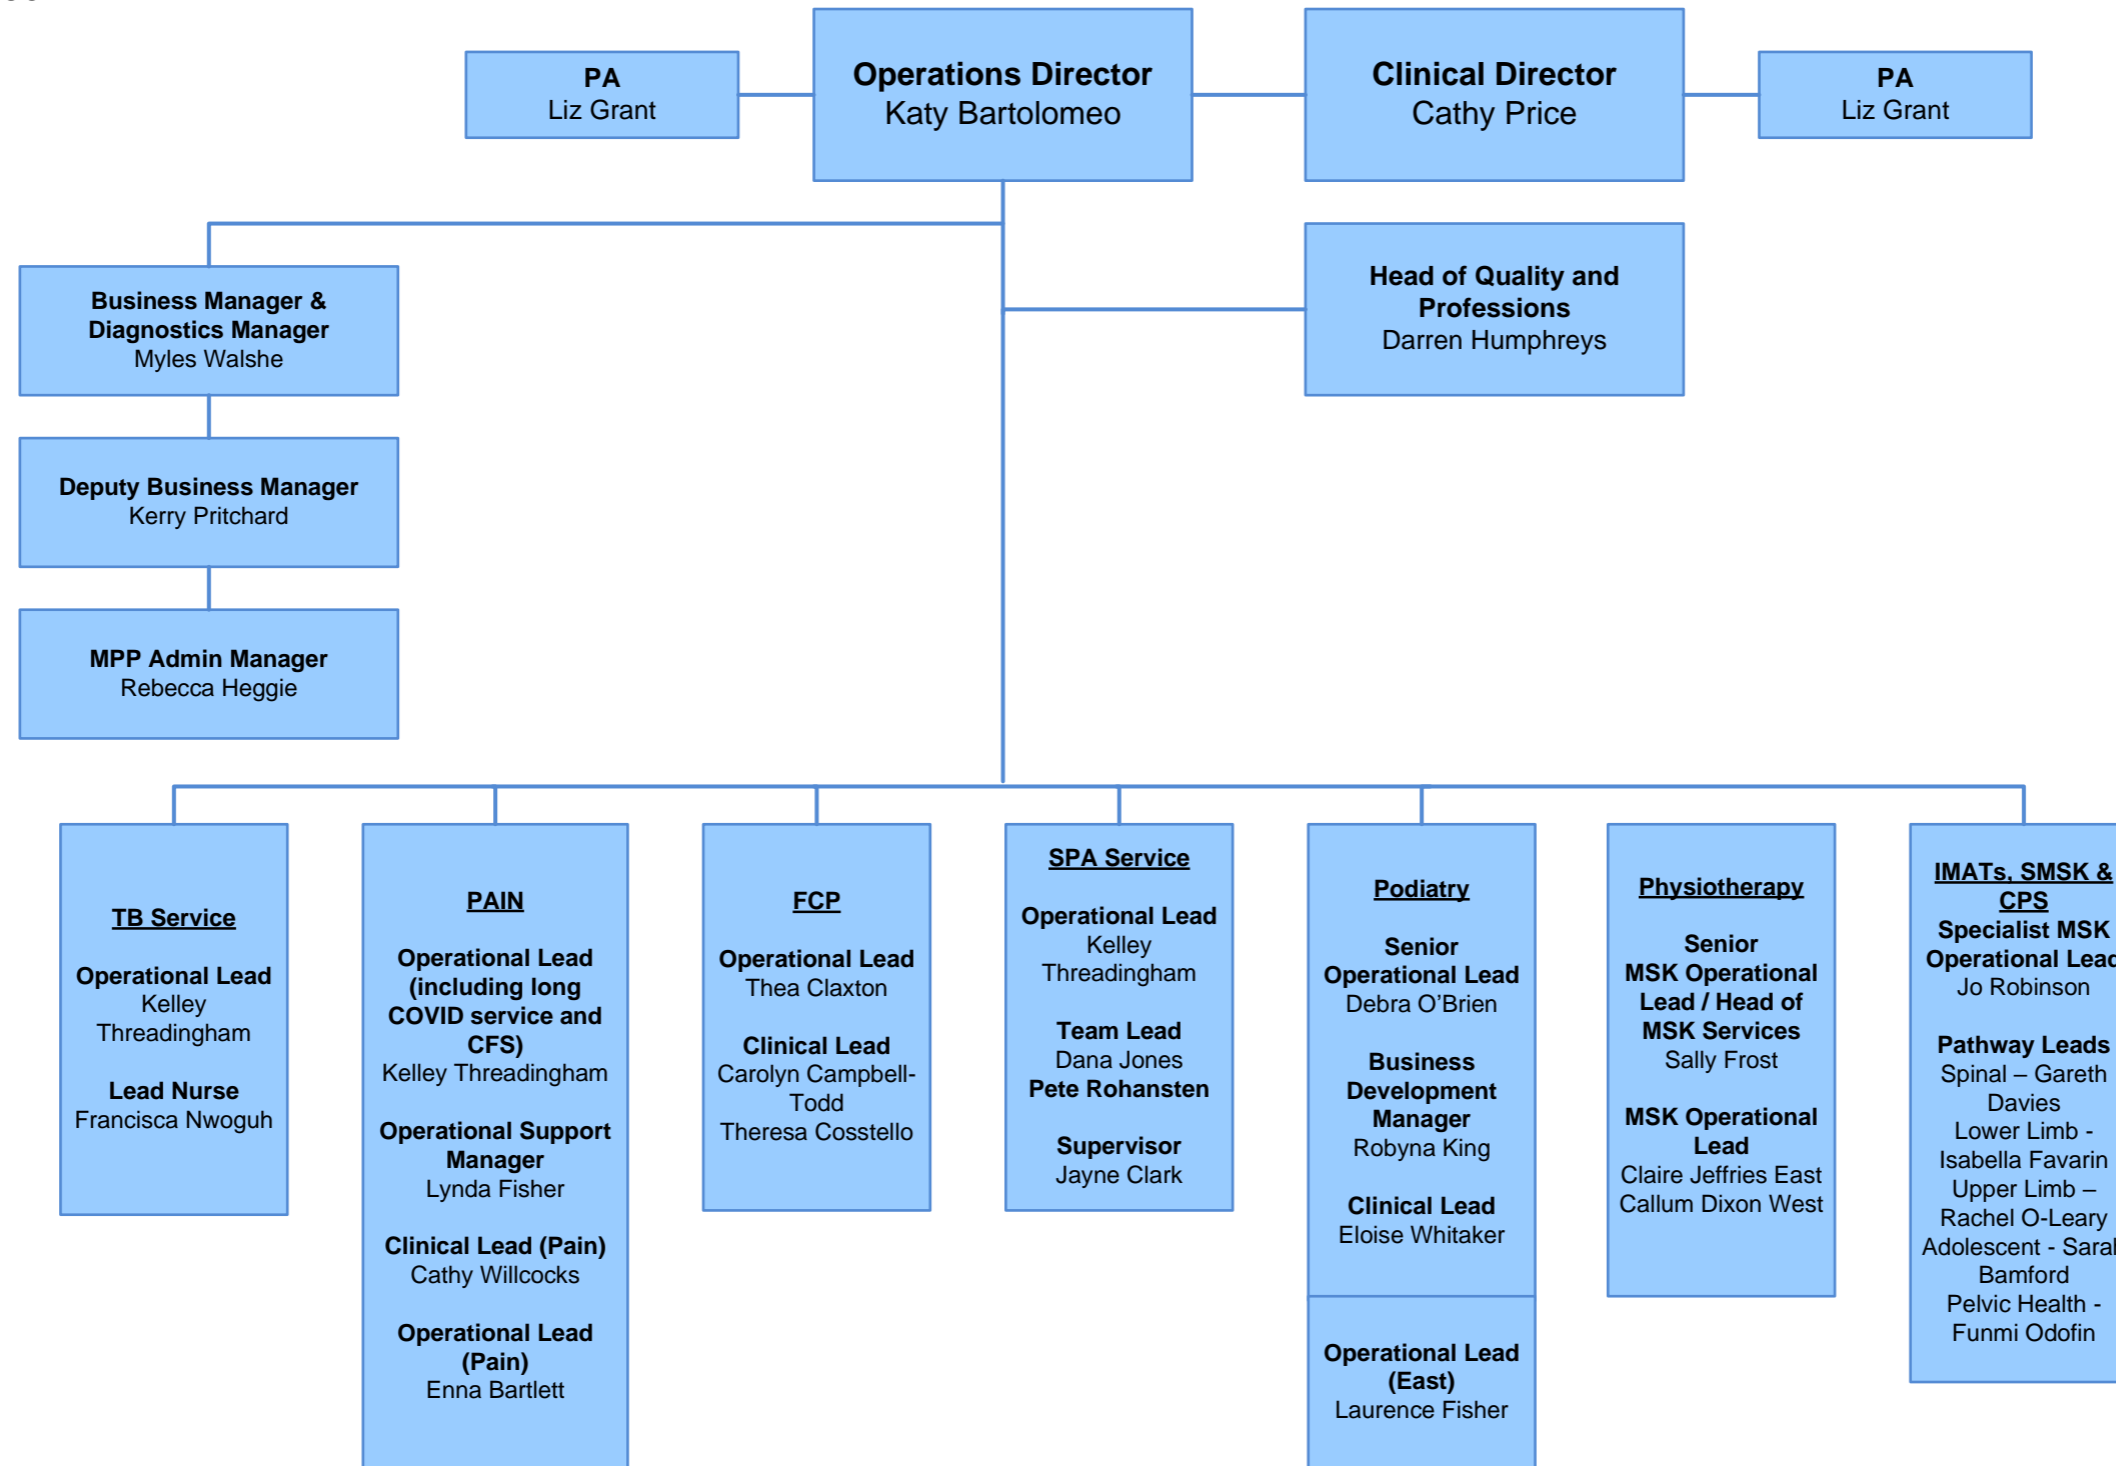 PA
Liz Grant
Operations Director
Katy Bartolomeo
Clinical Director
Cathy Price
PA
Liz Grant
Business Manager &
Diagnostics Manager
Myles Walshe
Head of Quality and
Professions
Darren Humphreys
Deputy Business Manager
Kerry Pritchard
MPP Admin Manager
Rebecca Heggie
TB Service
Operational Lead
Kelley
Threadingham
Lead Nurse
Francisca Nwoguh
PAIN
Operational Lead
(including long
COVID service and
CFS)
Kelley Threadingham
Operational Support
Manager
Lynda Fisher
Clinical Lead (Pain)
Cathy Willcocks
Operational Lead
(Pain)
Enna Bartlett
FCP
Operational Lead
Thea Claxton
Clinical Lead
Carolyn Campbell-
Todd
Theresa Cosstello
SPA Service
Operational Lead
Kelley
Threadingham
Team Lead
Dana Jones
Pete Rohansten
Supervisor
Jayne Clark
Podiatry
Senior
Operational Lead
Debra O’Brien
Business
Development
Manager
Robyna King
Clinical Lead
Eloise Whitaker
Operational Lead
(East)
Laurence Fisher
Physiotherapy
Senior
MSK Operational
Lead / Head of
MSK Services
Sally Frost
MSK Operational
Lead
Claire Jeffries East
Callum Dixon West
IMATs, SMSK &
CPS
Specialist MSK
Operational Lead
Jo Robinson
Pathway Leads
Spinal – Gareth
Davies
Lower Limb -
Isabella Favarin
Upper Limb –
Rachel O-Leary
Adolescent - Sarah
Bamford
Pelvic Health -
Funmi Odofin